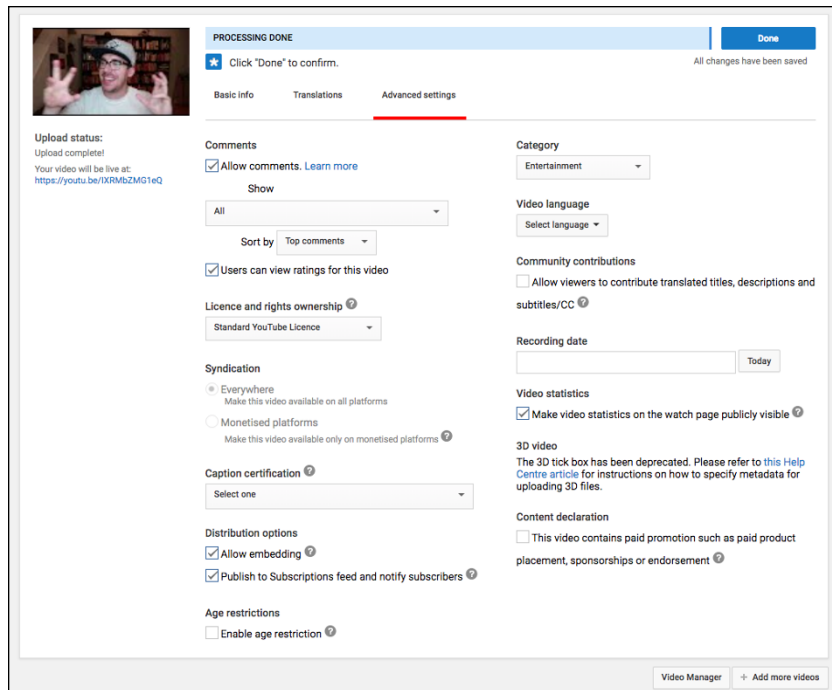 PROCESSING DONE
Done
Click "Done" to confirm.
All changes have been saved
Basic info
Translations
Advanced settings
Upload status:
Upload complete!
Your video will be live at:
https://youtu.be/IXRMbZMG1eQ
Comments
Allow comments. Learn more
Show
All
Sort by Top comments
Users can view ratings for this video
Licence and rights ownership ?
Standard YouTube Licence
Syndication
Everywhere
Make this video available on all platforms
Monetised platforms
Make this video available only on monetised platforms ?
Caption certification ?
Select one
Distribution options
Allow embedding ?
Publish to Subscriptions feed and notify subscribers ?
Age restrictions
Enable age restriction ?
Category
Entertainment
Video language
Select language
Community contributions
Allow viewers to contribute translated titles, descriptions and
subtitles/CC ?
Recording date
Today
Video statistics
Make video statistics on the watch page publicly visible ?
3D video
The 3D tick box has been deprecated. Please refer to this Help
Centre article for instructions on how to specify metadata for
uploading 3D files.
Content declaration
This video contains paid promotion such as paid product
placement, sponsorships or endorsement ?
Video Manager
+ Add more videos